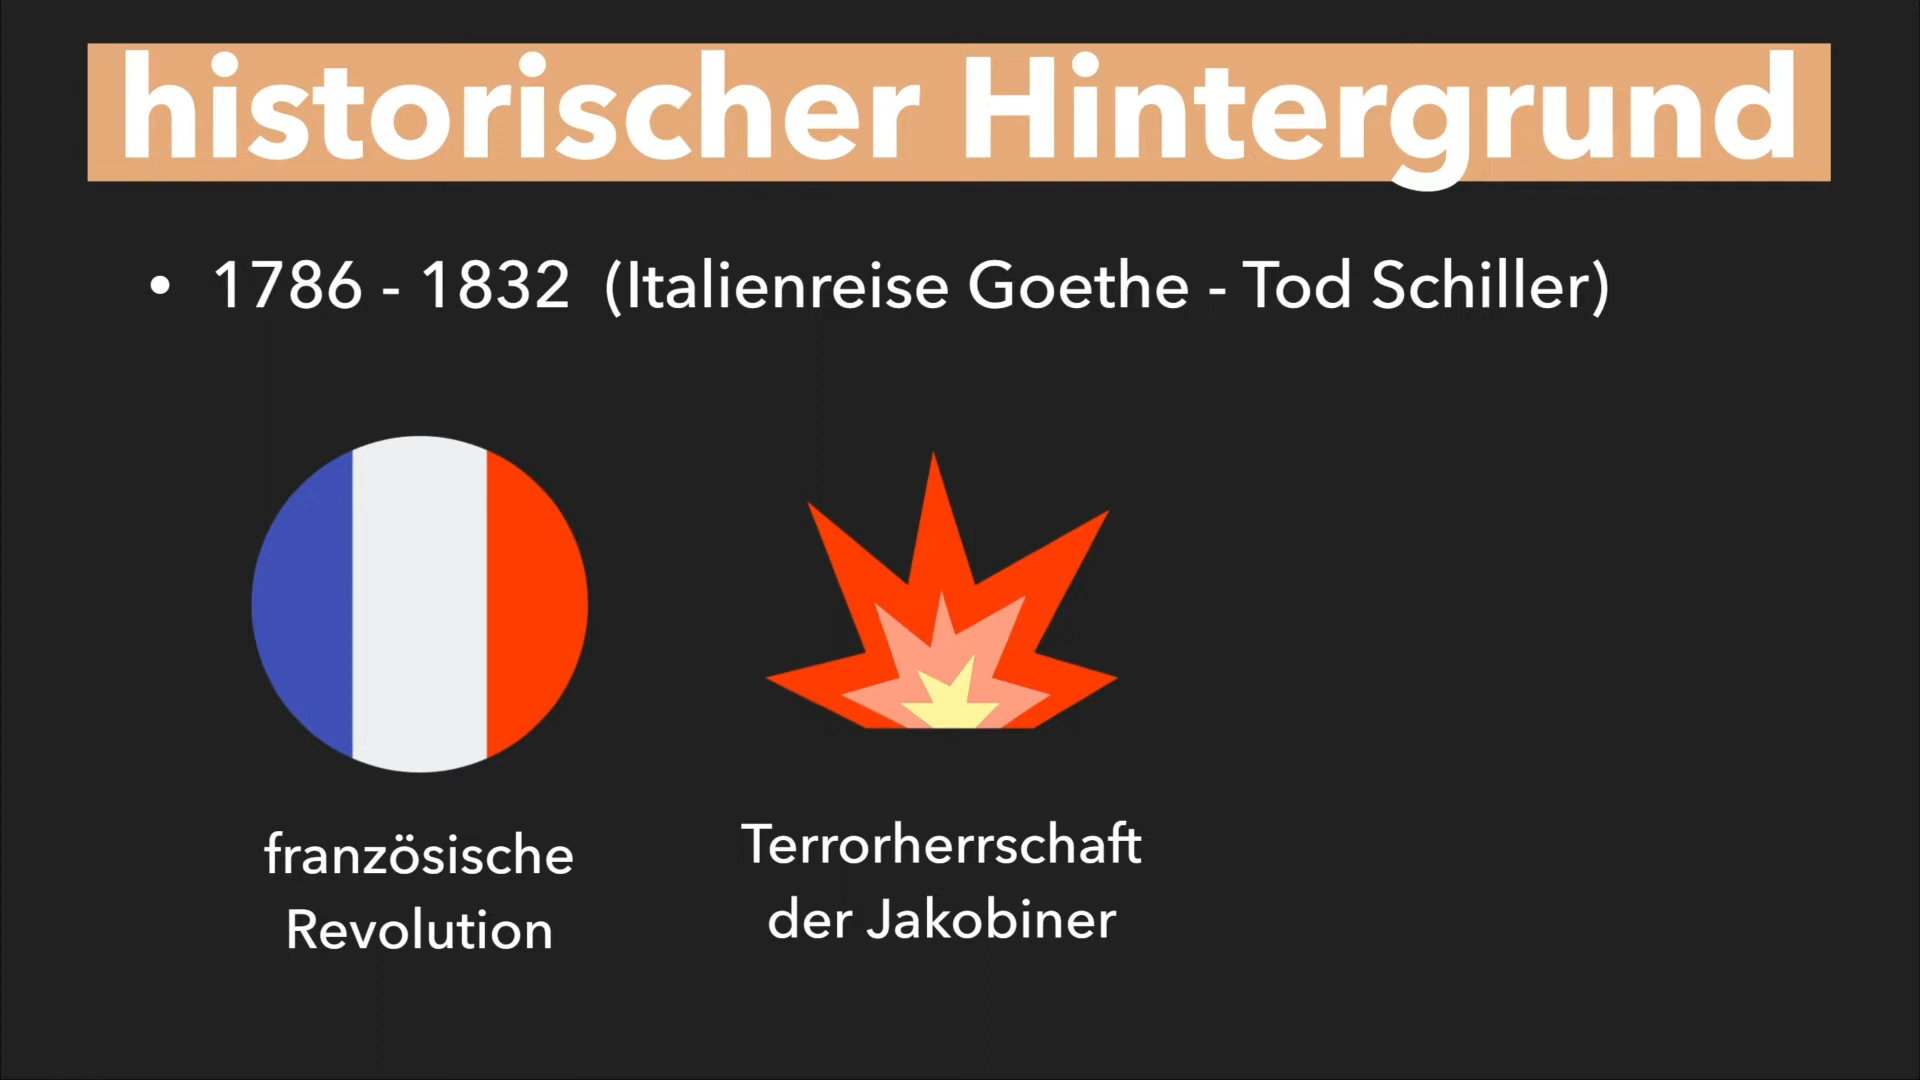 historischer Hintergrund
• 1786 - 1832 (Italienreise Goethe - Tod Schiller)
französische
Revolution
Terrorherrschaft
der Jakobiner